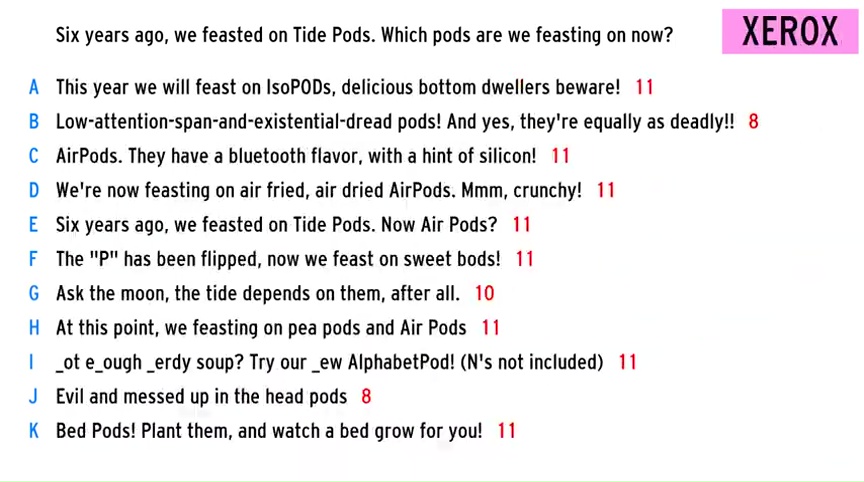 Six years ago, we feasted on Tide Pods. Which pods are we feasting on now?
XEROX
A This year we will feast on IsoPODs, delicious bottom dwellers beware! 11
B Low-attention-span-and-existential-dread pods! And yes, they're equally as deadly!! 8
C AirPods. They have a bluetooth flavor, with a hint of silicon! 11
D We're now feasting on air fried, air dried AirPods. Mmm, crunchy! 11
E Six years ago, we feasted on Tide Pods. Now Air Pods? 11
F The "P" has been flipped, now we feast on sweet bods! 11
G Ask the moon, the tide depends on them, after all. 10
H At this point, we feasting on pea pods and Air Pods 11
I _ot e_ough _erdy soup? Try our _ew AlphabetPod! (N's not included) 11
J Evil and messed up in the head pods 8
K Bed Pods! Plant them, and watch a bed grow for you! 11